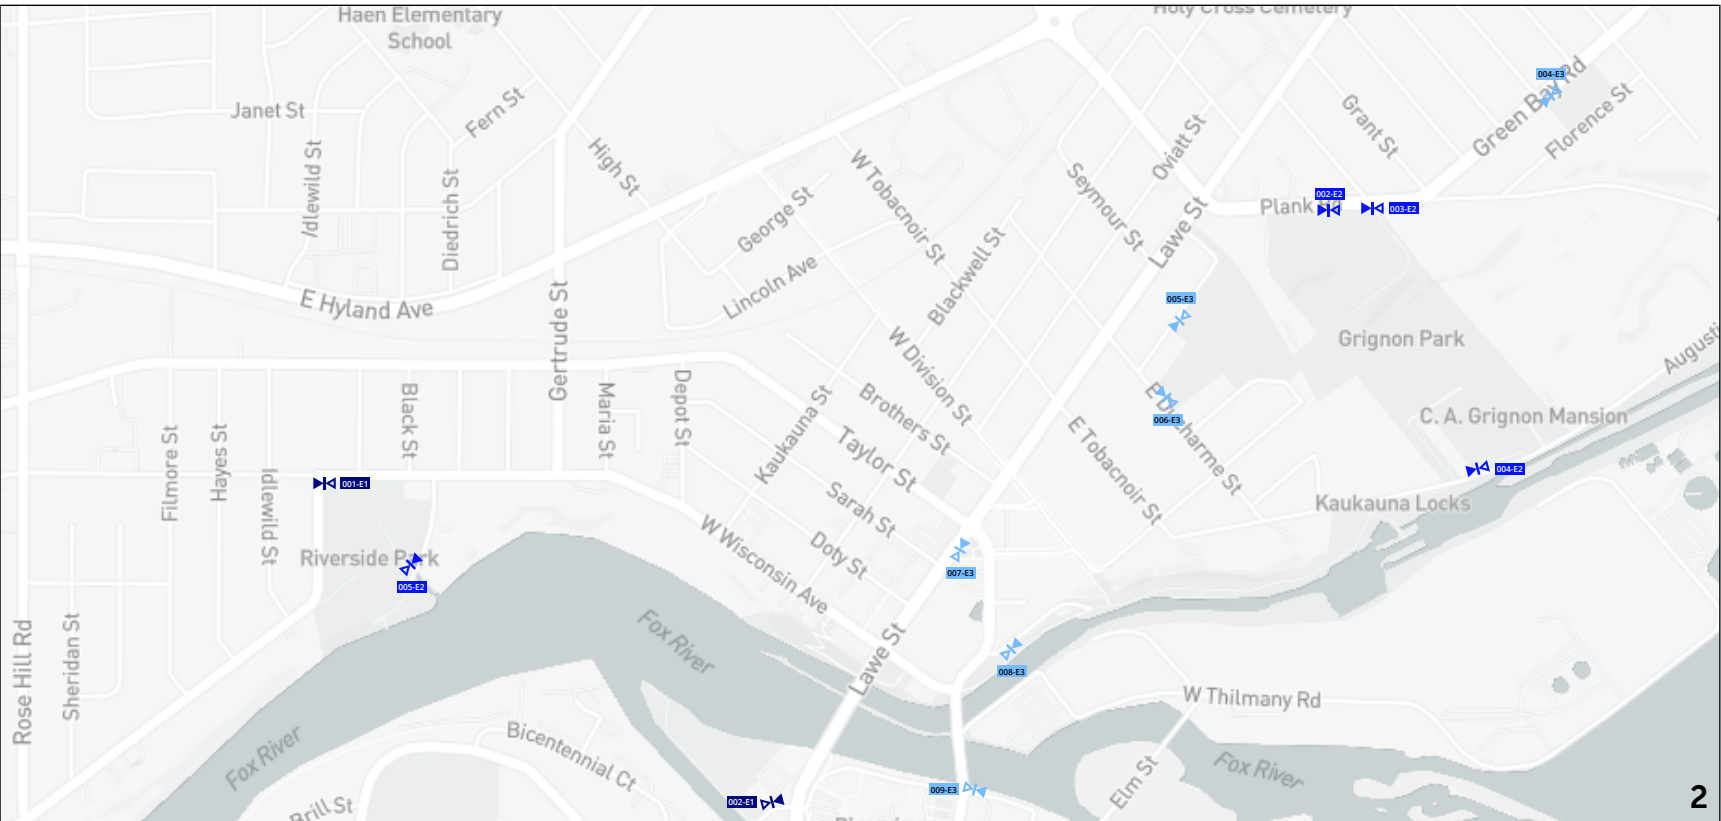 Haen Elementary
School
Holy Cross Cemetery
004-E3
Green Bay Rd
Janet St
Fern St
Grant St
Florence St
Idlewild St
High St
W Tobacnoir St
Oviatt St
Diedrich St
George St
Seymour St
002-E2
Plank Rd
003-E2
Lawe St
Blackwell St
Lincoln Ave
E Hyland Ave
005-E3
Gertrude St
Grignon Park
W Division St
Augusti
Black St
Maria St
Depot St
Kaukauna St
Brothers St
E Ducharme St
006-E3
C. A. Grignon Mansion
Filmore St
Hayes St
Idlewild St
Taylor St
E Tobacnoir St
004-E2
001-E1
Sarah St
Kaukauna Locks
W Wisconsin Ave
Doty St
Riverside Park
005-E2
007-E3
Rose Hill Rd
Sheridan St
Fox River
Lawe St
008-E3
W Thilmany Rd
Fox River
Bicentennial Ct
Fox River
Elm St
009-E3
002-E1
Brill St
2